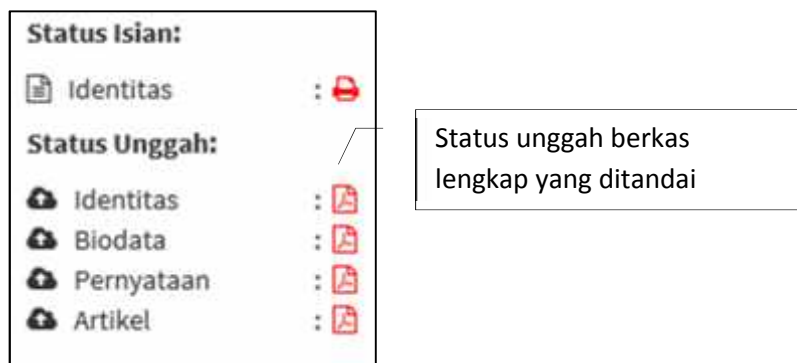 Status Isian:
Identitas :
Status Unggah:
Identitas :
Biodata :
Pernyataan :
Artikel :
Status unggah berkas
lengkap yang ditandai